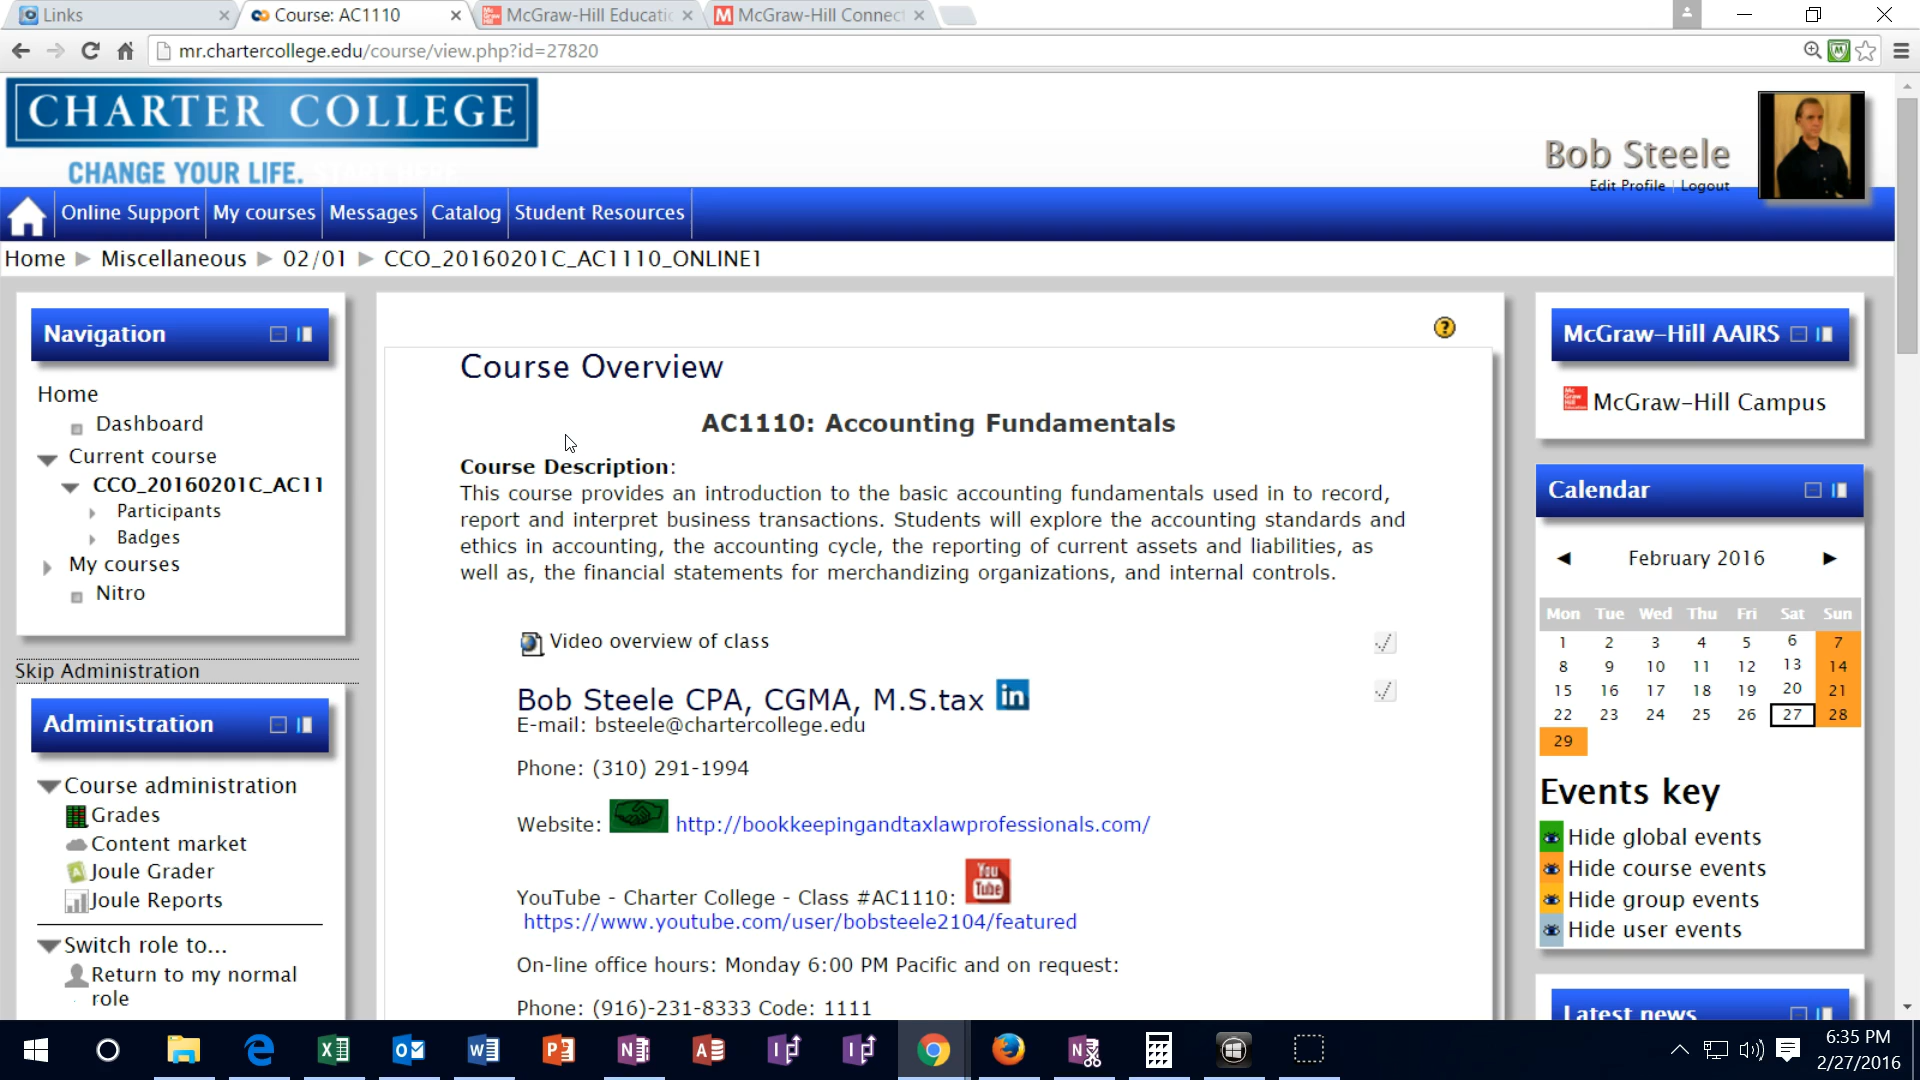 Links
Course: AC1110
McGraw-Hill Educatio
McGraw-Hill Connect
mr.chartercollege.edu/course/view.php?id=27820
CHARTER COLLEGE
CHANGE YOUR LIFE. START HERE.
Bob Steele
Edit Profile | Logout
Online Support
My courses
Messages
Catalog
Student Resources
Home ► Miscellaneous ► 02/01 ► CCO_20160201C_AC1110_ONLINE1
Navigation
Home
Dashboard
Current course
CCO_20160201C_AC11
Participants
Badges
My courses
Nitro
Skip Administration
Administration
Course administration
Grades
Content market
Joule Grader
Joule Reports
Switch role to...
Return to my normal
role
?
Course Overview
AC1110: Accounting Fundamentals
Course Description:
This course provides an introduction to the basic accounting fundamentals used in to record,
report and interpret business transactions. Students will explore the accounting standards and
ethics in accounting, the accounting cycle, the reporting of current assets and liabilities, as
well as, the financial statements for merchandizing organizations, and internal controls.
Video overview of class
Bob Steele CPA, CGMA, M.S.tax in
E-mail: bsteele@chartercollege.edu
Phone: (310) 291-1994
Website: http://bookkeepingandtaxlawprofessionals.com/
You Tube
YouTube - Charter College - Class #AC1110:
https://www.youtube.com/user/bobsteele2104/featured
On-line office hours: Monday 6:00 PM Pacific and on request:
Phone: (916)-231-8333 Code: 1111
McGraw-Hill AAIRS
McGraw-Hill Campus
Calendar
◄ February 2016 ►
Mon Tue Wed Thu Fri Sat Sun
1 2 3 4 5 6 7
8 9 10 11 12 13 14
15 16 17 18 19 20 21
22 23 24 25 26 27 28
29
Events key
Hide global events
Hide course events
Hide group events
Hide user events
Latest news
6:35 PM
2/27/2016